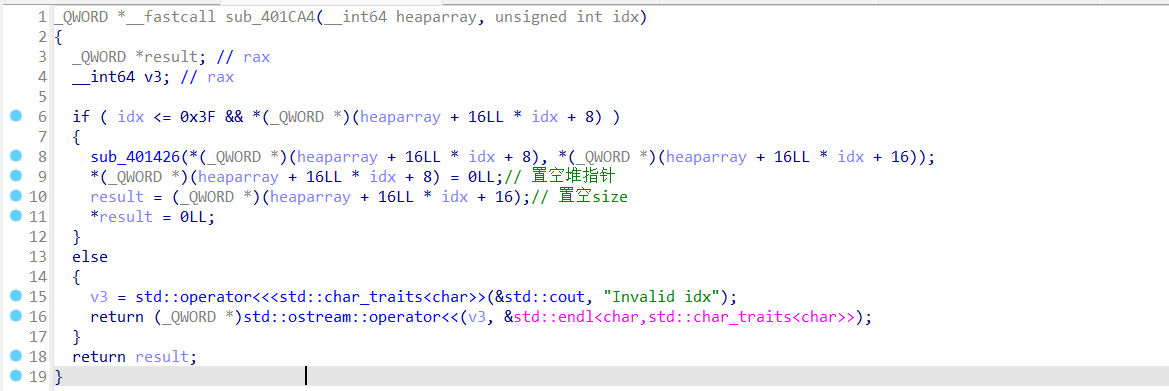 1 _QWORD *__fastcall sub_401CA4(__int64 heaparray, unsigned int idx)
2 {
3 _QWORD *result; // rax
4 __int64 v3; // rax
5
6 if ( idx <= 0x3F && *(_QWORD *)(heaparray + 16LL * idx + 8) )
7 {
8 sub_401426(*(_QWORD *)(heaparray + 16LL * idx + 8), *(_QWORD *)(heaparray + 16LL * idx + 16));
9 *(_QWORD *)(heaparray + 16LL * idx + 8) = 0LL;// 置空堆指针
10 result = (_QWORD *)(heaparray + 16LL * idx + 16);// 置空size
11 *result = 0LL;
12 }
13 else
14 {
15 v3 = std::operator<<<std::char_traits<char>>(&std::cout, "Invalid idx");
16 return (_QWORD *)std::ostream::operator<<(v3, &std::endl<char,std::char_traits<char>>);
17 }
18 return result;
19 }